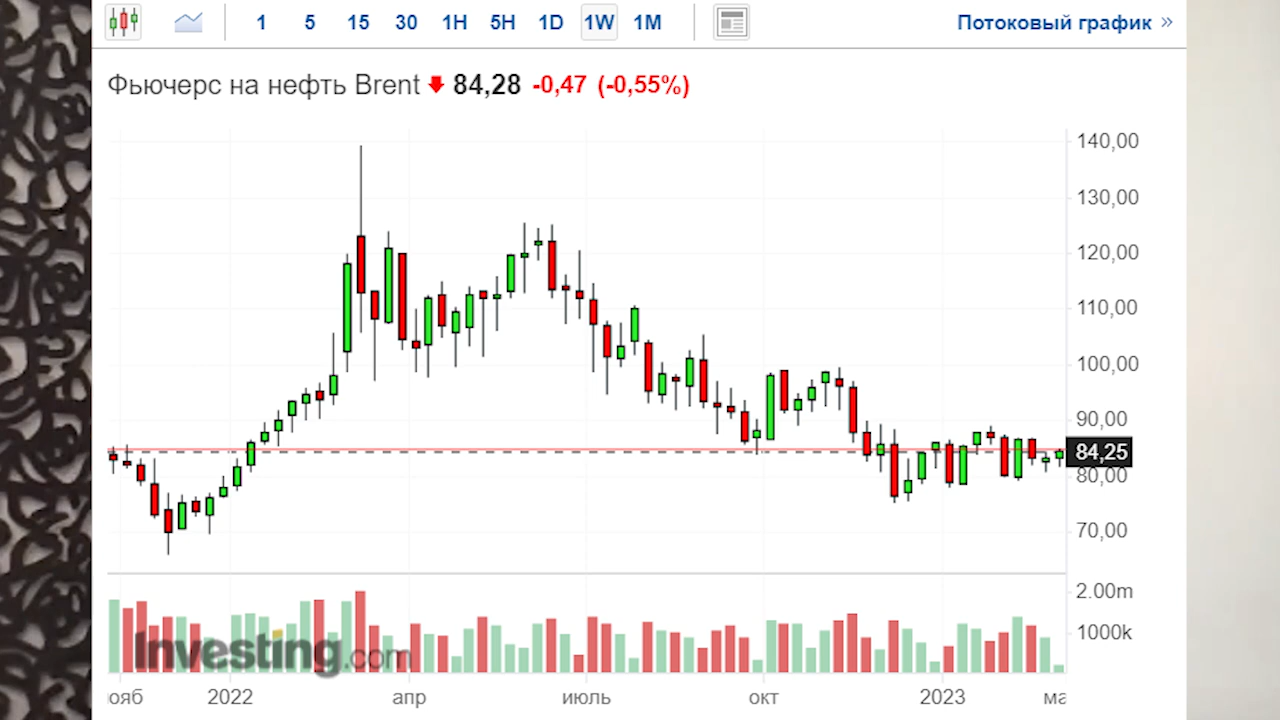 1 5 15 30 1H 5H 1D 1W 1M Потоковый график »
Фьючерс на нефть Brent 84,28 -0,47 (-0,55%)
140,00
130,00
120,00
110,00
100,00
90,00
84,25
80,00
70,00
2.00m
1000k
Investing.com
нояб 2022 апр июль окт 2023 ма